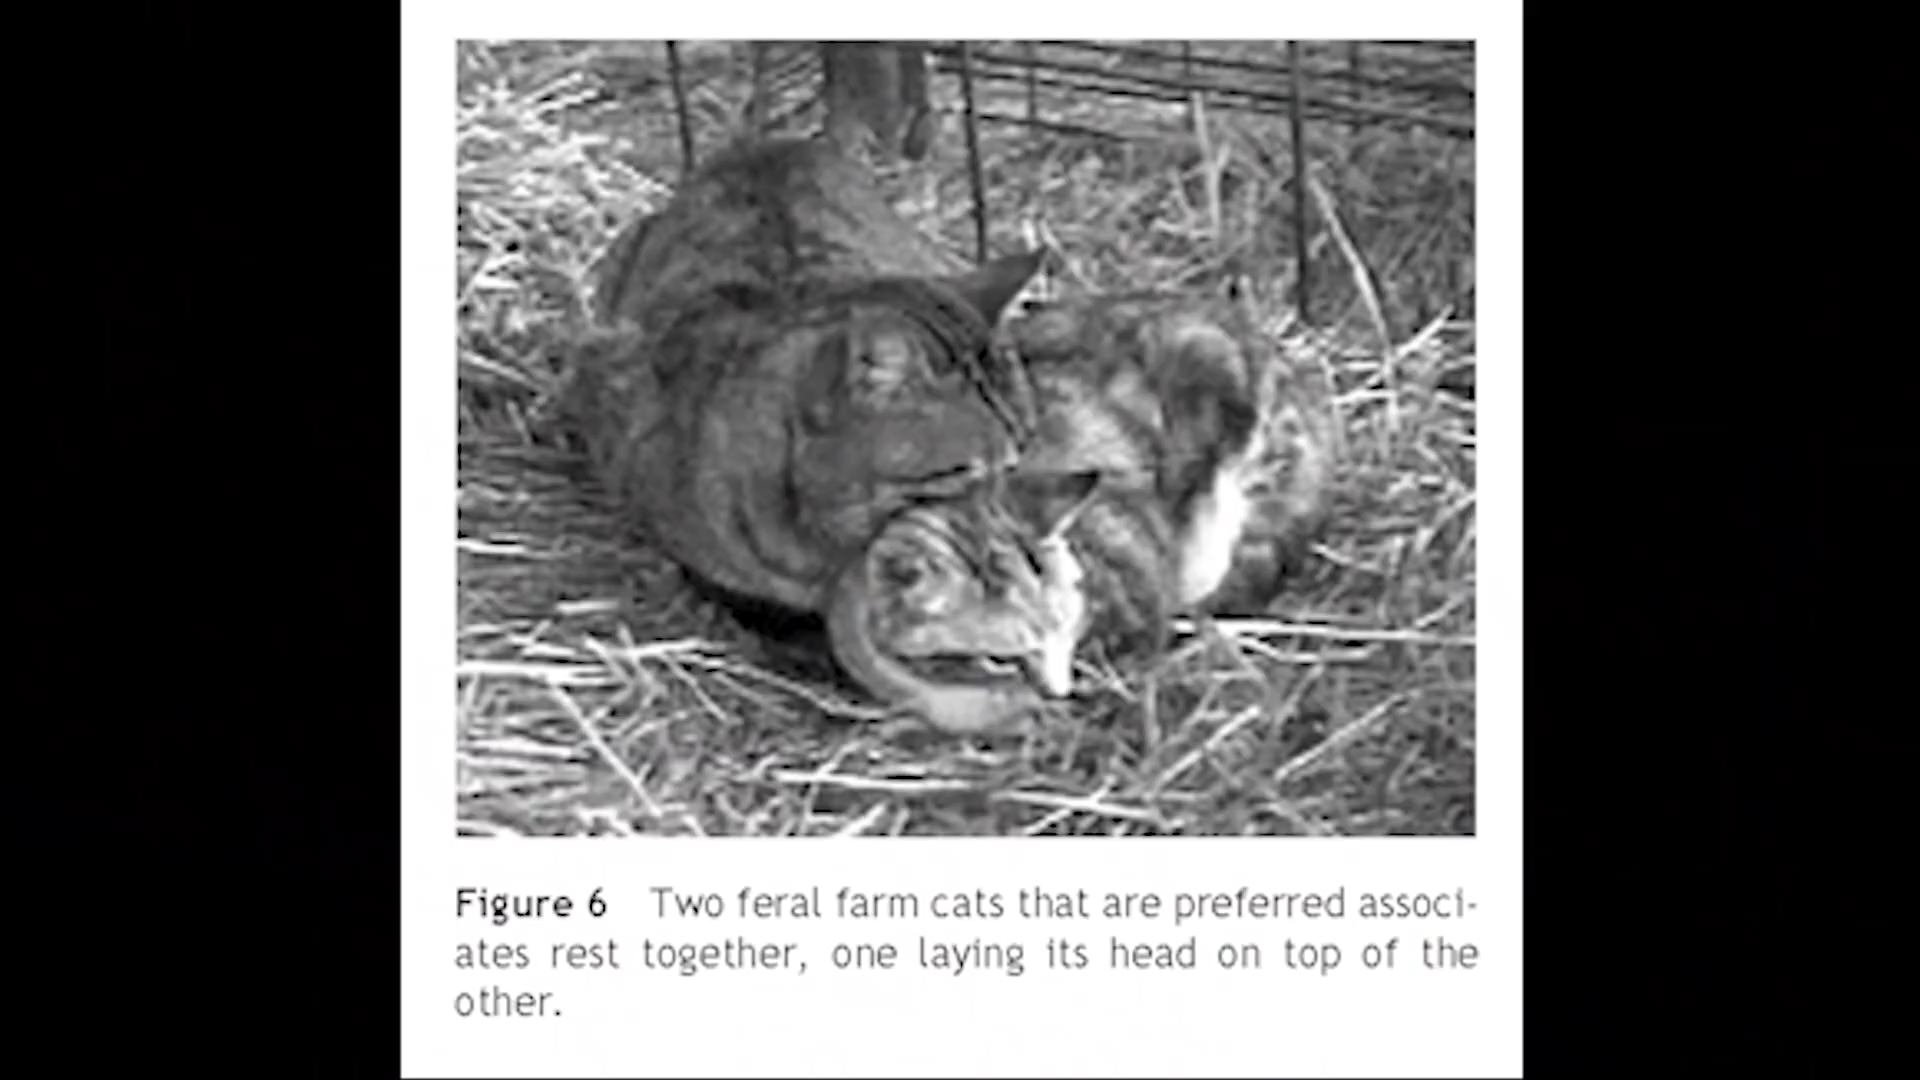 Figure 6 Two feral farm cats that are preferred associ-
ates rest together, one laying its head on top of the
other.